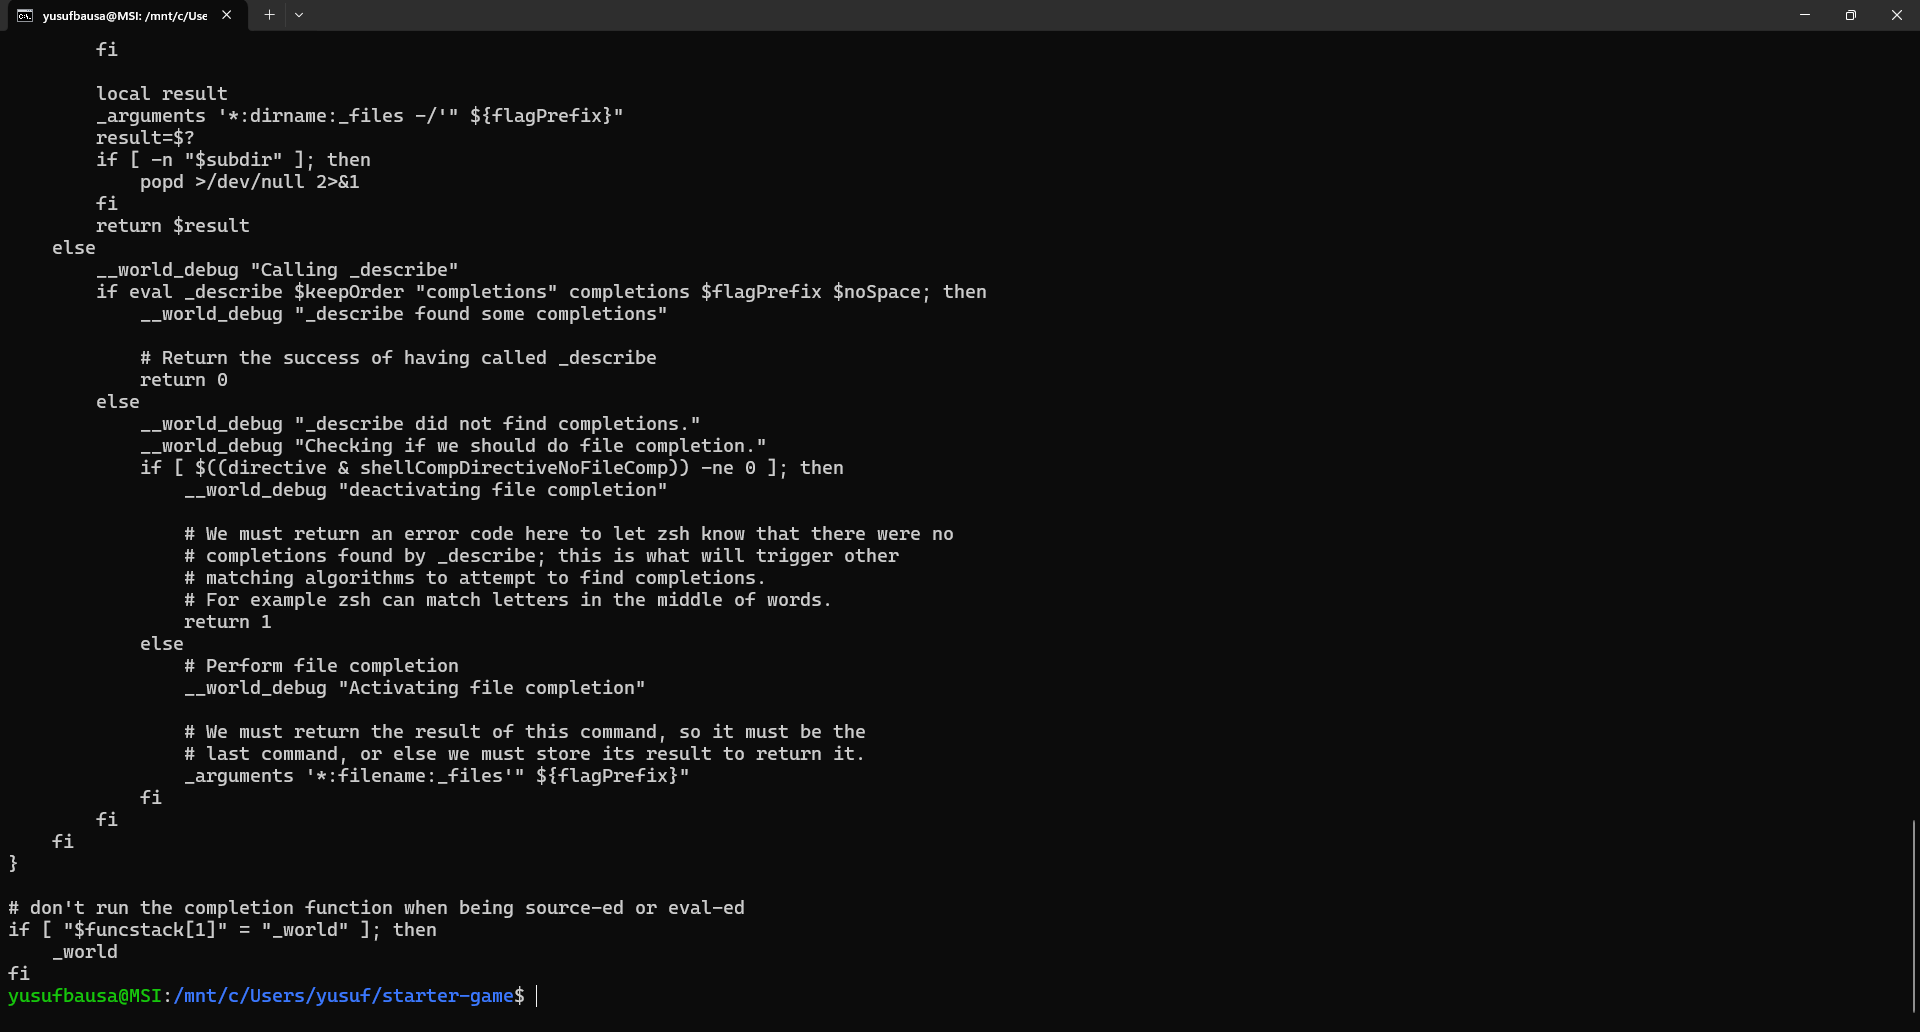 yusufbausa@MSI: /mnt/c/Use
fi
local result
_arguments '*:dirname:_files -/'" ${flagPrefix}"
result=$?
if [ -n "$subdir" ]; then
popd >/dev/null 2>&1
fi
return $result
else
__world_debug "Calling _describe"
if eval _describe $keepOrder "completions" completions $flagPrefix $noSpace; then
__world_debug "_describe found some completions"
# Return the success of having called _describe
return 0
else
__world_debug "_describe did not find completions."
__world_debug "Checking if we should do file completion."
if [ $((directive & shellCompDirectiveNoFileComp)) -ne 0 ]; then
__world_debug "deactivating file completion"
# We must return an error code here to let zsh know that there were no
# completions found by _describe; this is what will trigger other
# matching algorithms to attempt to find completions.
# For example zsh can match letters in the middle of words.
return 1
else
# Perform file completion
__world_debug "Activating file completion"
# We must return the result of this command, so it must be the
# last command, or else we must store its result to return it.
_arguments '*:filename:_files'" ${flagPrefix}"
fi
fi
fi
}
# don't run the completion function when being source-ed or eval-ed
if [ "$funcstack[1]" = "_world" ]; then
_world
fi
yusufbausa@MSI:/mnt/c/Users/yusuf/starter-game$